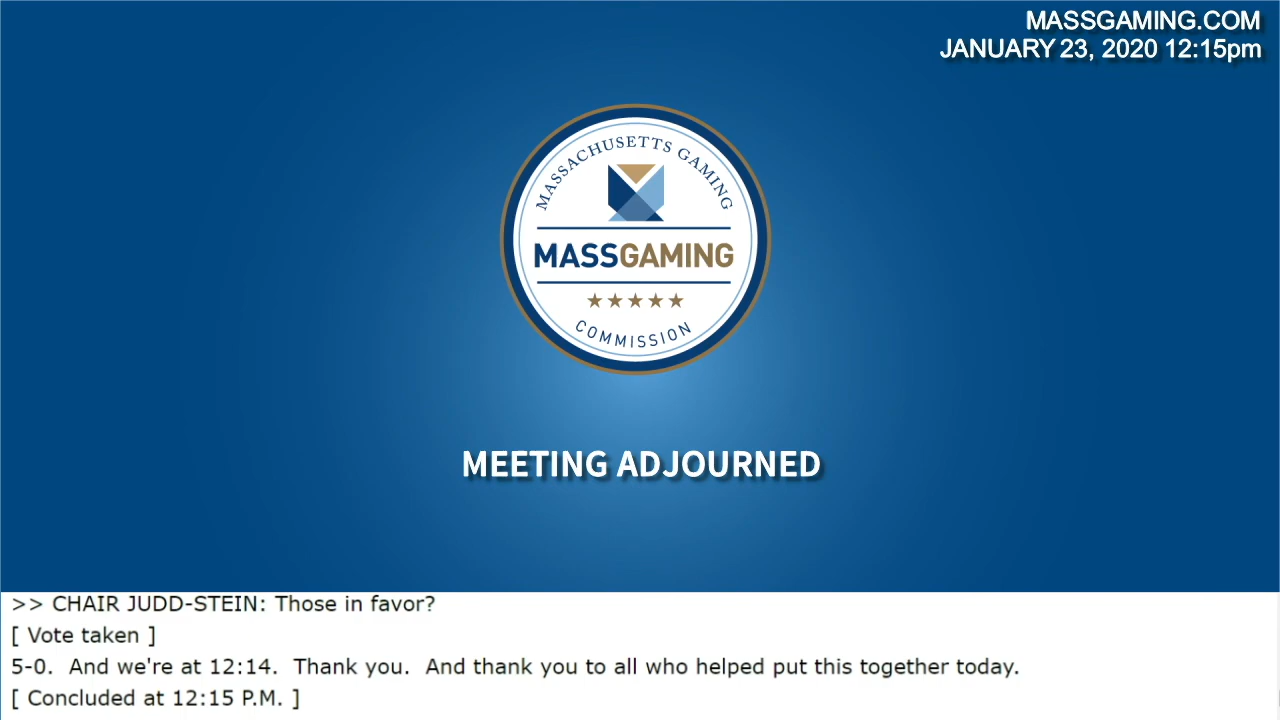 MASSGAMING.COM
JANUARY 23, 2020 12:15pm
MASSACHUSETTS GAMING
MASSGAMING
COMMISSION
MEETING ADJOURNED
>> CHAIR JUDD-STEIN: Those in favor?
[ Vote taken ]
5-0.  And we're at 12:14.  Thank you.  And thank you to all who helped put this together today.
[ Concluded at 12:15 P.M. ]